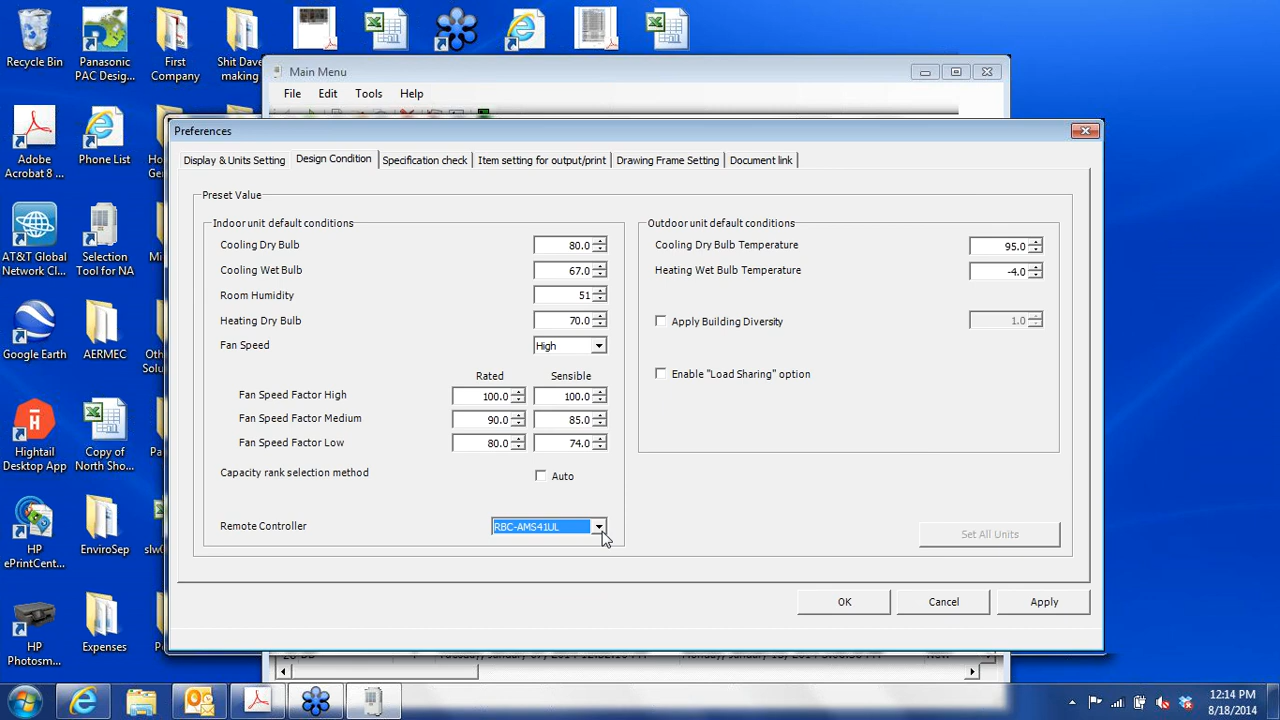 Recycle Bin
Panasonic
PAC Desig...
First
Company
Shit Dave
making
Main Menu
File Edit Tools Help
Preferences
Adobe
Acrobat 8 ...
Phone List
Display & Units Setting
Design Condition
Specification check
Item setting for output/print
Drawing Frame Setting
Document link
Preset Value
Indoor unit default conditions
Outdoor unit default conditions
Cooling Dry Bulb 80.0
Cooling Dry Bulb Temperature 95.0
AT&T Global
Network Cl...
Selection
Tool for NA
Cooling Wet Bulb 67.0
Heating Wet Bulb Temperature -4.0
Room Humidity 51
Heating Dry Bulb 70.0
Apply Building Diversity 1.0
Fan Speed High
Google Earth
AERMEC
Rated Sensible
Enable "Load Sharing" option
Fan Speed Factor High 100.0 100.0
Fan Speed Factor Medium 90.0 85.0
Fan Speed Factor Low 80.0 74.0
Hightail
Desktop App
Copy of
North Sho...
Capacity rank selection method Auto
Remote Controller RBC-AMS41UL
Set All Units
HP
ePrintCent...
EnviroSep
OK Cancel Apply
HP
Photosm...
Expenses
12:14 PM
8/18/2014